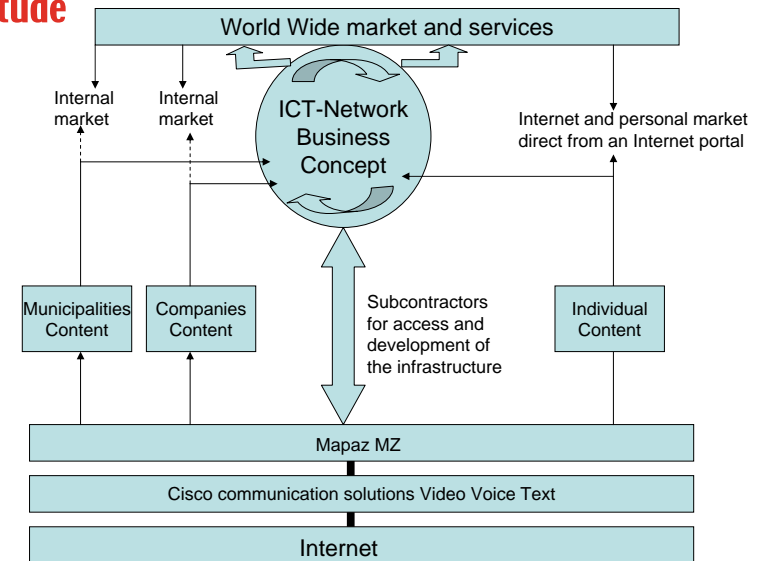 World Wide market and services
Internal
market
Internal
market
ICT-Network
Business
Concept
Internet and personal market
direct from an Internet portal
Municipalities
Content
Companies
Content
Subcontractors
for access and
development of
the infrastructure
Individual
Content
Mapaz MZ
Cisco communication solutions Video Voice Text
Internet